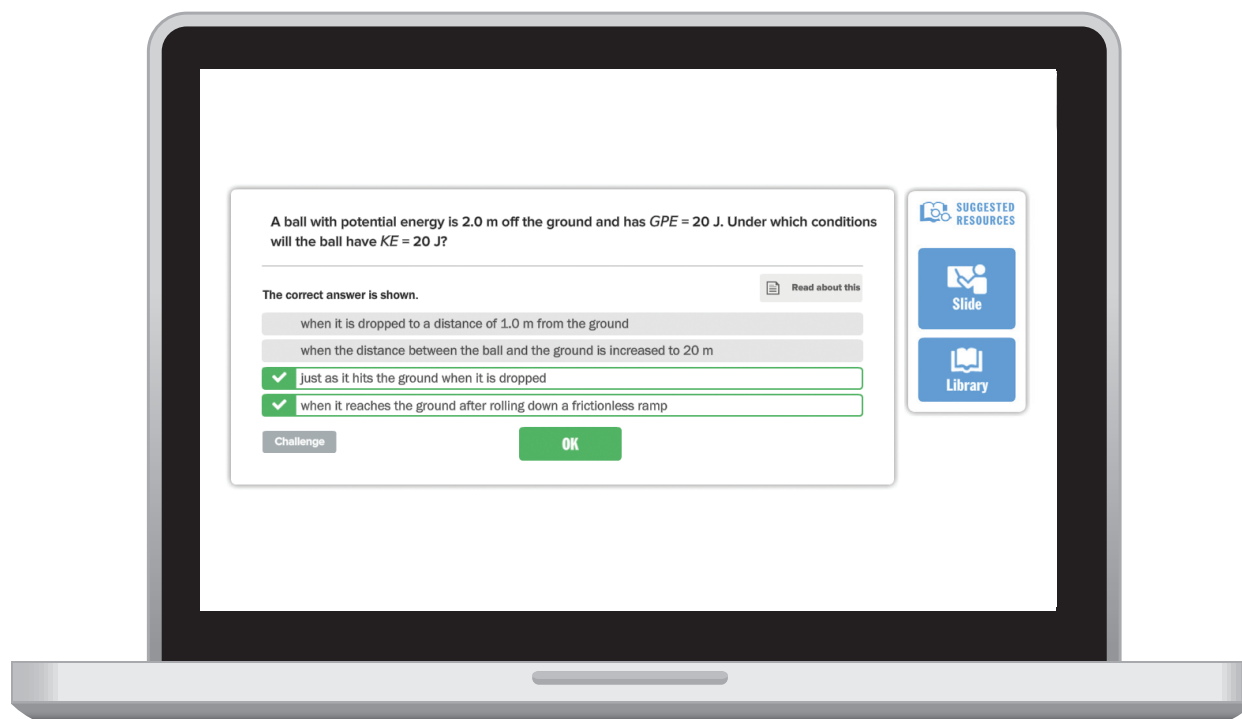 A ball with potential energy is 2.0 m off the ground and has GPE = 20 J. Under which conditions
will the ball have KE = 20 J?
The correct answer is shown.
Read about this
when it is dropped to a distance of 1.0 m from the ground
when the distance between the ball and the ground is increased to 20 m
just as it hits the ground when it is dropped
when it reaches the ground after rolling down a frictionless ramp
Challenge
OK
SUGGESTED
RESOURCES
Slide
Library